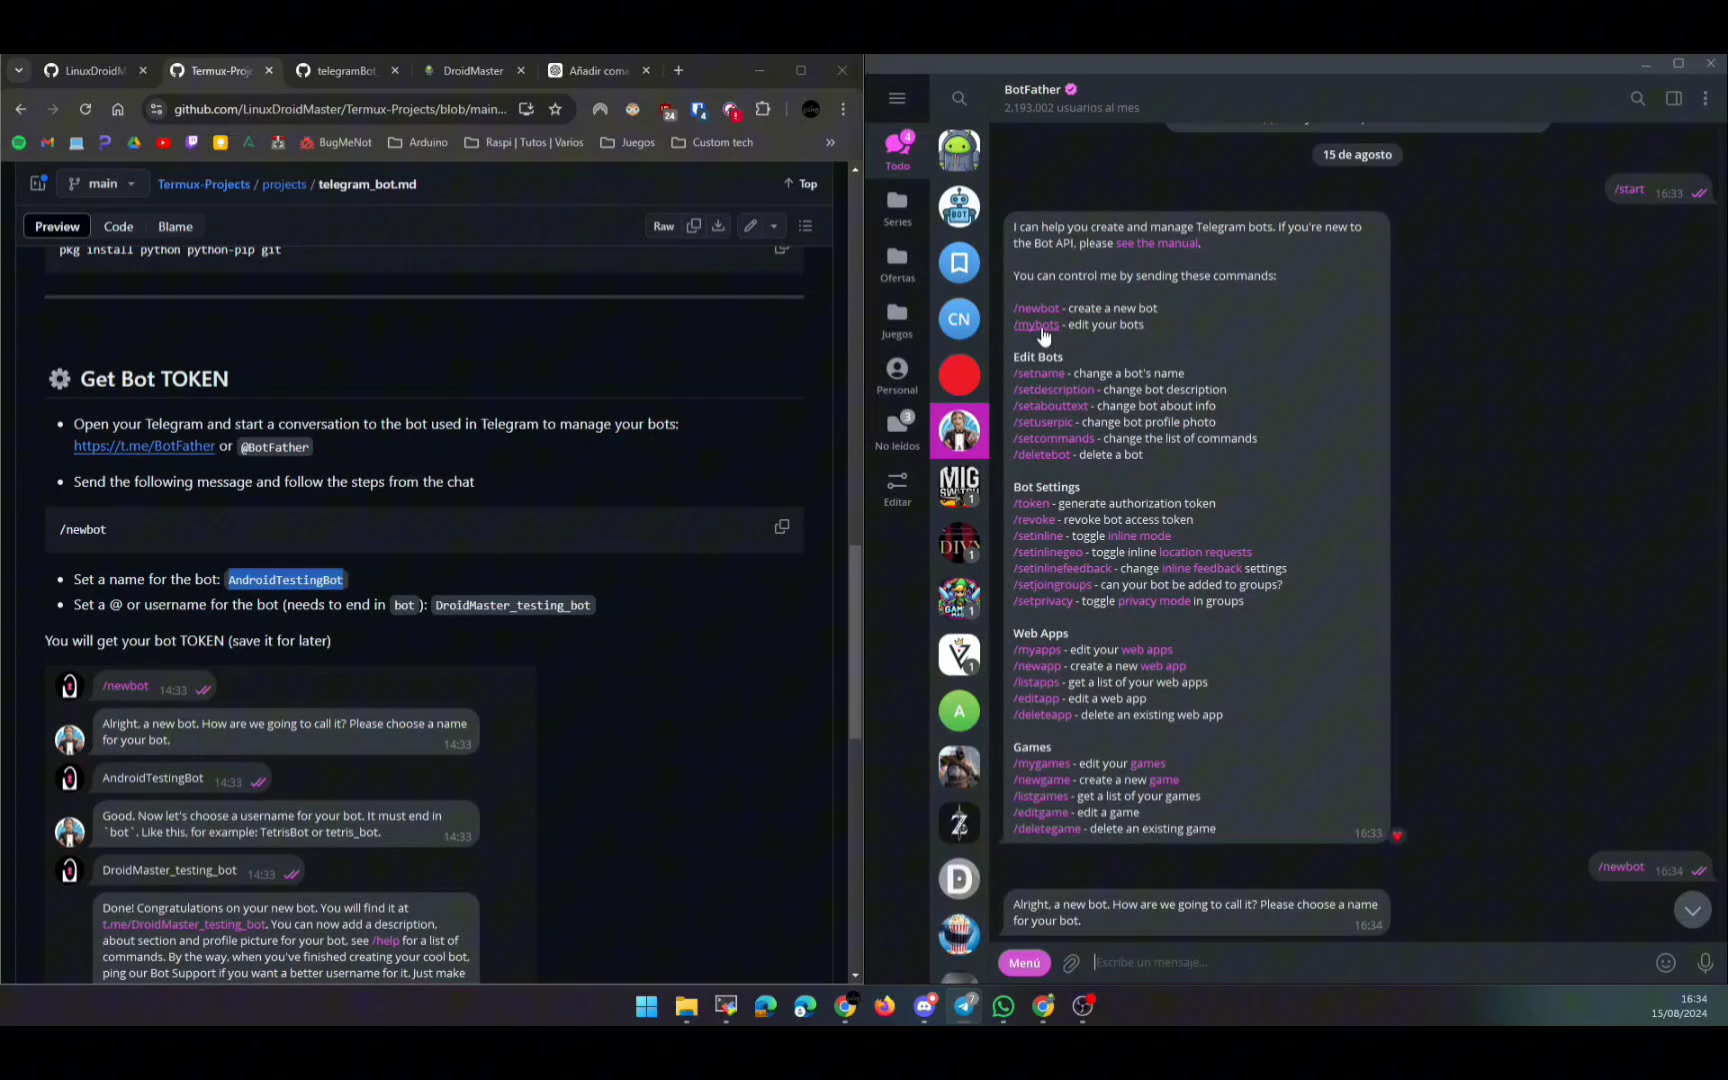 LinuxDroidM
Termux-Proj
telegramBot
DroidMaster
Añadir com
github.com/LinuxDroidMaster/Termux-Projects/blob/main...
24
4
BugMeNot
Arduino
Raspi | Tutos | Varios
Juegos
Custom tech
»
main
Termux-Projects / projects / telegram_bot.md
Top
Preview
Code
Blame
Raw
pkg install python python-pip git
Get Bot TOKEN
• Open your Telegram and start a conversation to the bot used in Telegram to manage your bots:
https://t.me/BotFather or @BotFather
• Send the following message and follow the steps from the chat
/newbot
• Set a name for the bot: AndroidTestingBot
• Set a @ or username for the bot (needs to end in bot ): DroidMaster_testing_bot
You will get your bot TOKEN (save it for later)
/newbot 14:33
Alright, a new bot. How are we going to call it? Please choose a name
for your bot.
14:33
AndroidTestingBot 14:33
Good. Now let's choose a username for your bot. It must end in
`bot`. Like this, for example: TetrisBot or tetris_bot.
14:33
DroidMaster_testing_bot 14:33
Done! Congratulations on your new bot. You will find it at
t.me/DroidMaster_testing_bot. You can now add a description,
about section and profile picture for your bot, see /help for a list of
commands. By the way, when you've finished creating your cool bot,
ping our Bot Support if you want a better username for it. Just make
4
Todo
Series
Ofertas
Juegos
Personal
3
No leídos
Editar
BOT
CN
MIG
SWITCH
1
DIVX
1
GAME
MAG
1
1
A
Z
D
BotFather
2.193.002 usuarios al mes
15 de agosto
/start 16:33
I can help you create and manage Telegram bots. If you're new to
the Bot API, please see the manual.
You can control me by sending these commands:
/newbot - create a new bot
/mybots - edit your bots
Edit Bots
/setname - change a bot's name
/setdescription - change bot description
/setabouttext - change bot about info
/setuserpic - change bot profile photo
/setcommands - change the list of commands
/deletebot - delete a bot
Bot Settings
/token - generate authorization token
/revoke - revoke bot access token
/setinline - toggle inline mode
/setinlinegeo - toggle inline location requests
/setinlinefeedback - change inline feedback settings
/setjoingroups - can your bot be added to groups?
/setprivacy - toggle privacy mode in groups
Web Apps
/myapps - edit your web apps
/newapp - create a new web app
/listapps - get a list of your web apps
/editapp - edit a web app
/deleteapp - delete an existing web app
Games
/mygames - edit your games
/newgame - create a new game
/listgames - get a list of your games
/editgame - edit a game
/deletegame - delete an existing game
16:33
/newbot 16:34
Alright, a new bot. How are we going to call it? Please choose a name
for your bot.
16:34
Menú
Escribe un mensaje...
7
16:34
15/08/2024